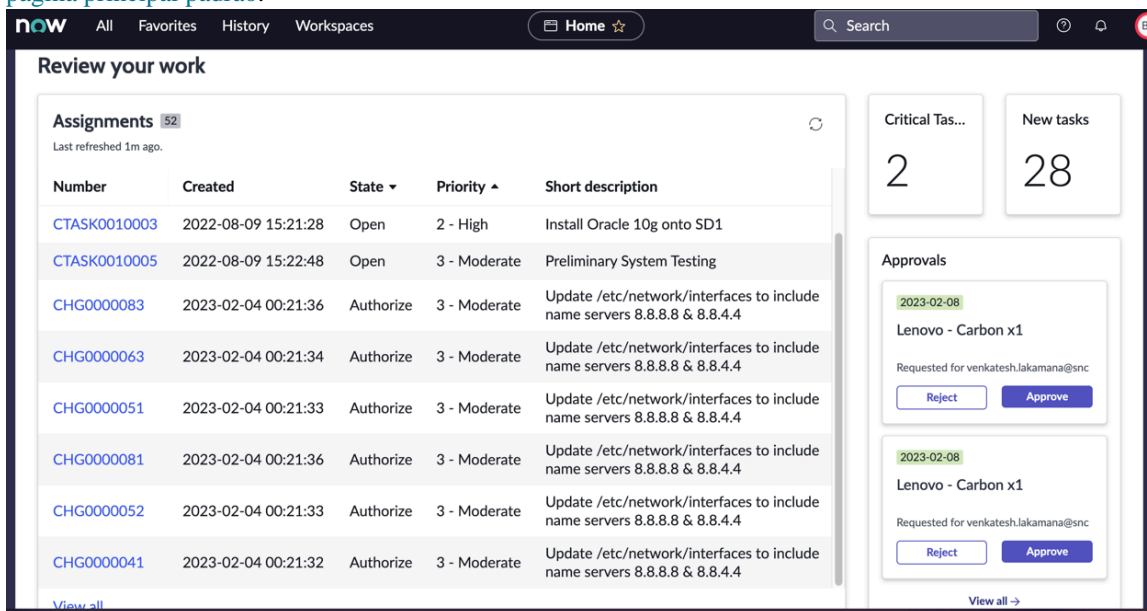 página principal padrão.
now All Favorites History Workspaces Home Search
Review your work
Assignments 52
Last refreshed 1m ago.
Number Created State Priority Short description
CTASK0010003 2022-08-09 15:21:28 Open 2 - High Install Oracle 10g onto SD1
CTASK0010005 2022-08-09 15:22:48 Open 3 - Moderate Preliminary System Testing
CHG0000083 2023-02-04 00:21:36 Authorize 3 - Moderate Update /etc/network/interfaces to include
name servers 8.8.8.8 & 8.8.4.4
CHG0000063 2023-02-04 00:21:34 Authorize 3 - Moderate Update /etc/network/interfaces to include
name servers 8.8.8.8 & 8.8.4.4
CHG0000051 2023-02-04 00:21:33 Authorize 3 - Moderate Update /etc/network/interfaces to include
name servers 8.8.8.8 & 8.8.4.4
CHG0000081 2023-02-04 00:21:36 Authorize 3 - Moderate Update /etc/network/interfaces to include
name servers 8.8.8.8 & 8.8.4.4
CHG0000052 2023-02-04 00:21:33 Authorize 3 - Moderate Update /etc/network/interfaces to include
name servers 8.8.8.8 & 8.8.4.4
CHG0000041 2023-02-04 00:21:32 Authorize 3 - Moderate Update /etc/network/interfaces to include
name servers 8.8.8.8 & 8.8.4.4
View all
Critical Tas...
2
New tasks
28
Approvals
2023-02-08
Lenovo - Carbon x1
Requested for venkatesh.lakamana@snc
Reject Approve
2023-02-08
Lenovo - Carbon x1
Requested for venkatesh.lakamana@snc
Reject Approve
View all →